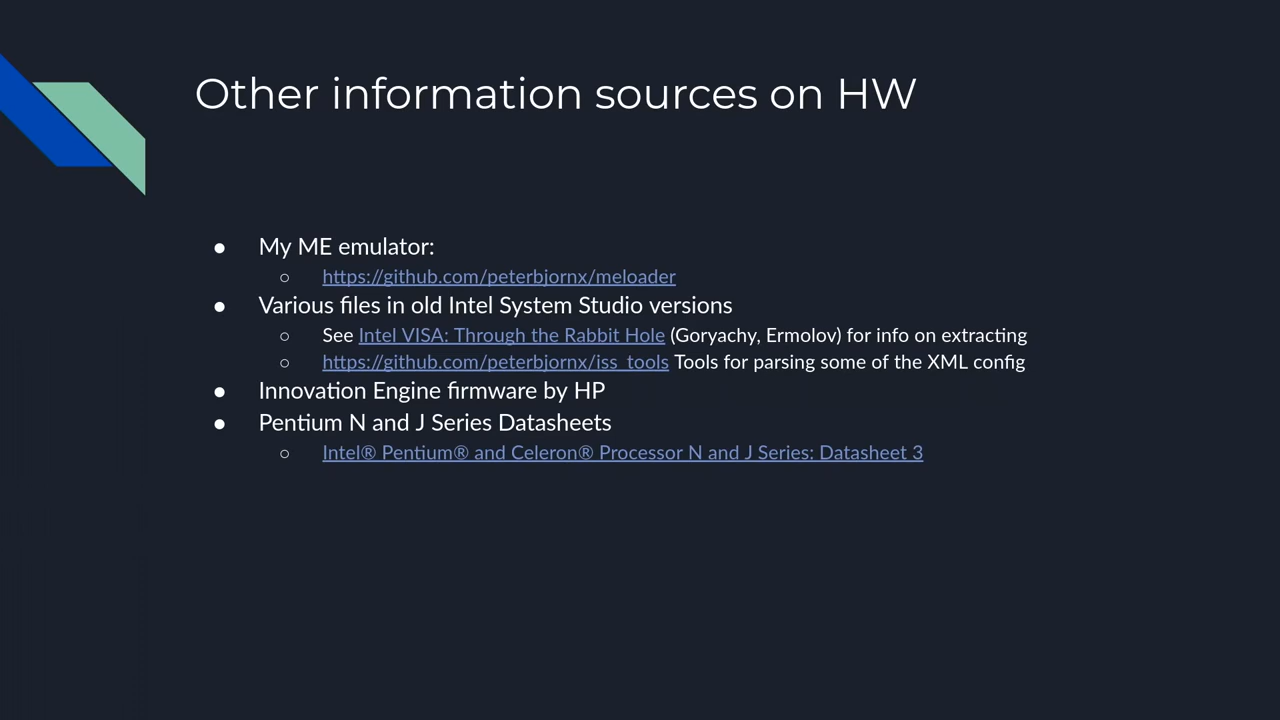 Other information sources on HW
● My ME emulator:
○ https://github.com/peterbjornx/meloader
● Various files in old Intel System Studio versions
○ See Intel VISA: Through the Rabbit Hole (Goryachy, Ermolov) for info on extracting
○ https://github.com/peterbjornx/iss_tools Tools for parsing some of the XML config
● Innovation Engine firmware by HP
● Pentium N and J Series Datasheets
○ Intel® Pentium® and Celeron® Processor N and J Series: Datasheet 3